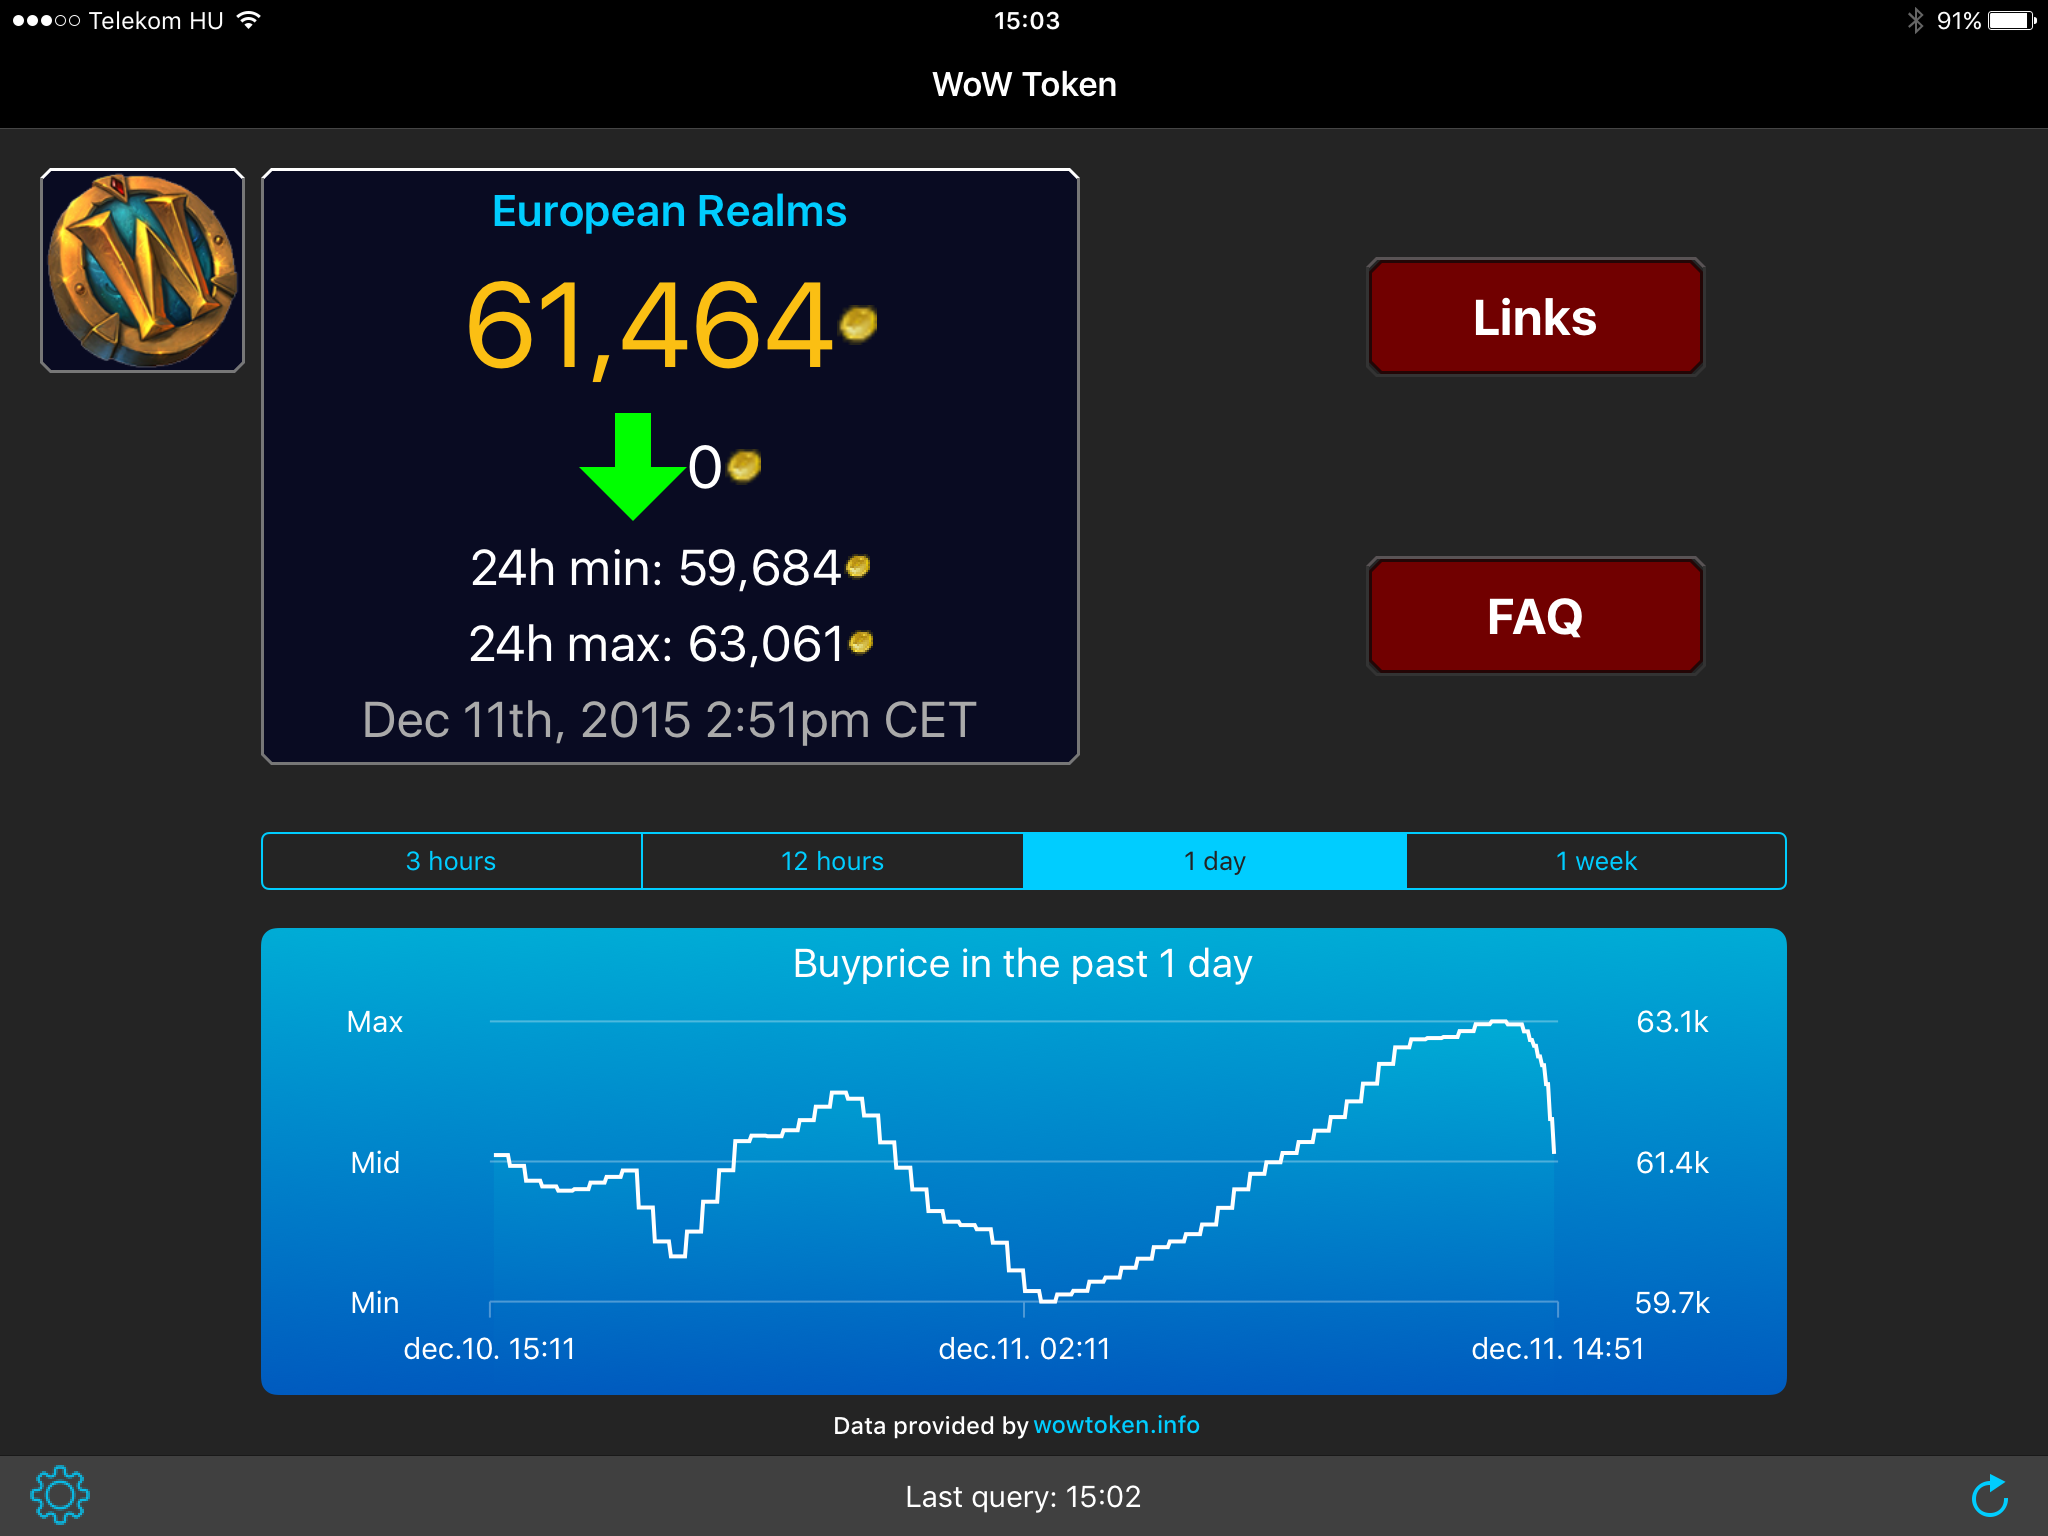 Telekom HU 15:03 91%
WoW Token
European Realms
61,464
0
24h min: 59,684
24h max: 63,061
Dec 11th, 2015 2:51pm CET
Links
FAQ
3 hours 12 hours 1 day 1 week
Buyprice in the past 1 day
Max 63.1k
Mid 61.4k
Min 59.7k
dec.10. 15:11 dec.11. 02:11 dec.11. 14:51
Data provided by wowtoken.info
Last query: 15:02